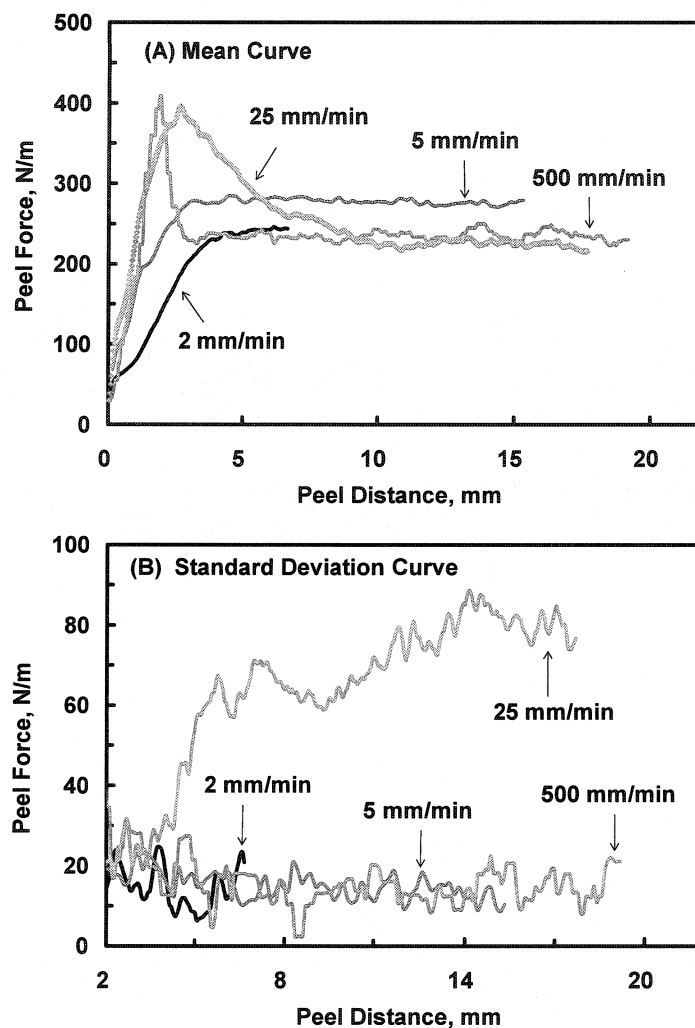 (A) Mean Curve
500
400
300
200
100
0
Peel Force, N/m
25 mm/min
5 mm/min
500 mm/min
2 mm/min
0
5
10
15
20
Peel Distance, mm
(B) Standard Deviation Curve
100
80
60
40
20
0
Peel Force, N/m
25 mm/min
2 mm/min
5 mm/min
500 mm/min
2
8
14
20
Peel Distance, mm